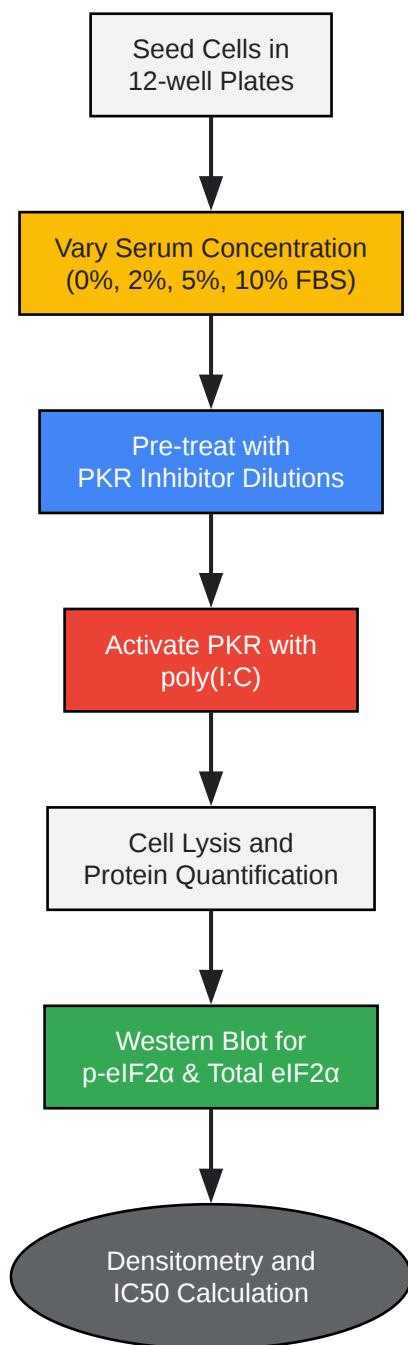 Seed Cells in
12-well Plates
Vary Serum Concentration
(0%, 2%, 5%, 10% FBS)
Pre-treat with
PKR Inhibitor Dilutions
Activate PKR with
poly(I:C)
Cell Lysis and
Protein Quantification
Western Blot for
p-eIF2α & Total eIF2α
Densitometry and
IC50 Calculation